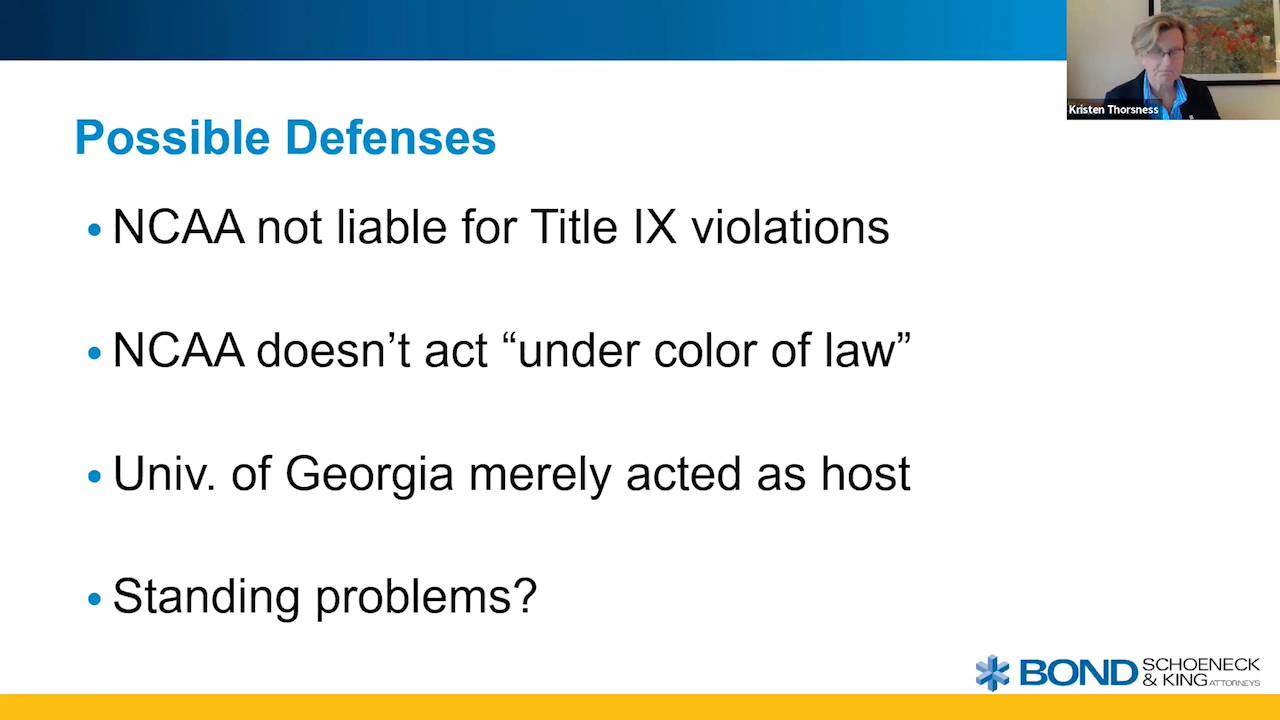 Kristen Thorsness
Possible Defenses
• NCAA not liable for Title IX violations
• NCAA doesn’t act “under color of law”
• Univ. of Georgia merely acted as host
• Standing problems?
BOND SCHOENECK
& KING ATTORNEYS